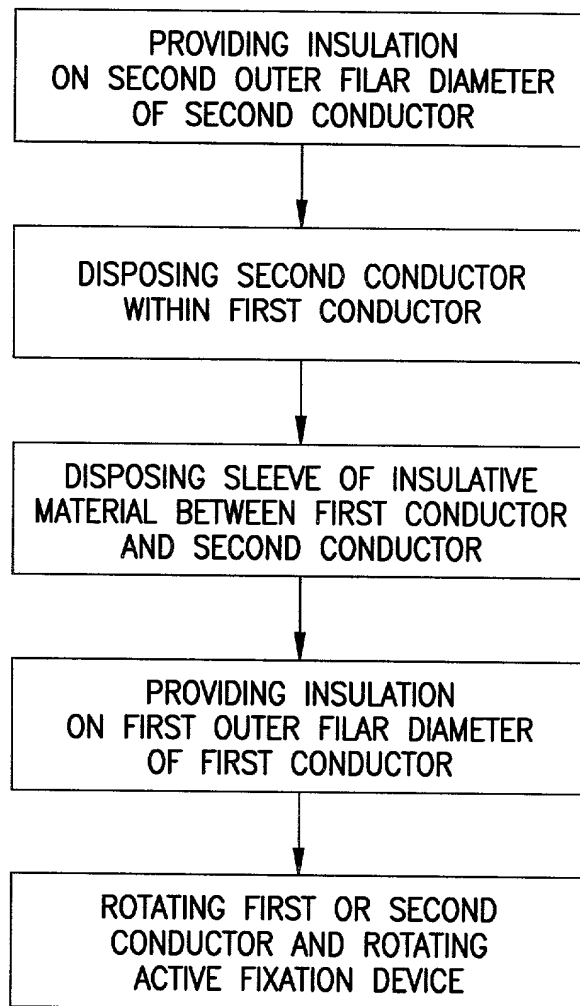 PROVIDING INSULATION
ON SECOND OUTER FILAR DIAMETER
OF SECOND CONDUCTOR
DISPOSING SECOND CONDUCTOR
WITHIN FIRST CONDUCTOR
DISPOSING SLEEVE OF INSULATIVE
MATERIAL BETWEEN FIRST CONDUCTOR
AND SECOND CONDUCTOR
PROVIDING INSULATION
ON FIRST OUTER FILAR DIAMETER
OF FIRST CONDUCTOR
ROTATING FIRST OR SECOND
CONDUCTOR AND ROTATING
ACTIVE FIXATION DEVICE